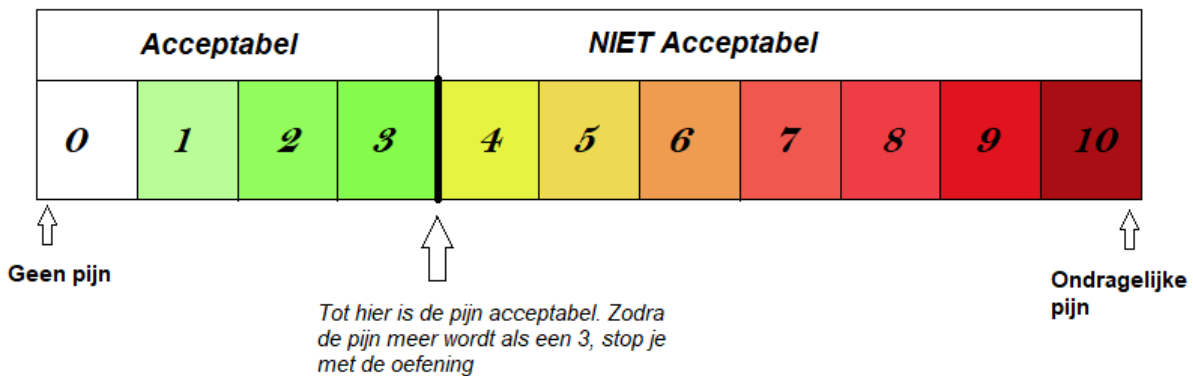 Acceptabel
NIET Acceptabel
0 1 2 3 4 5 6 7 8 9 10
Geen pijn
Tot hier is de pijn acceptabel. Zodra
de pijn meer wordt als een 3, stop je
met de oefening
Ondragelijke
pijn